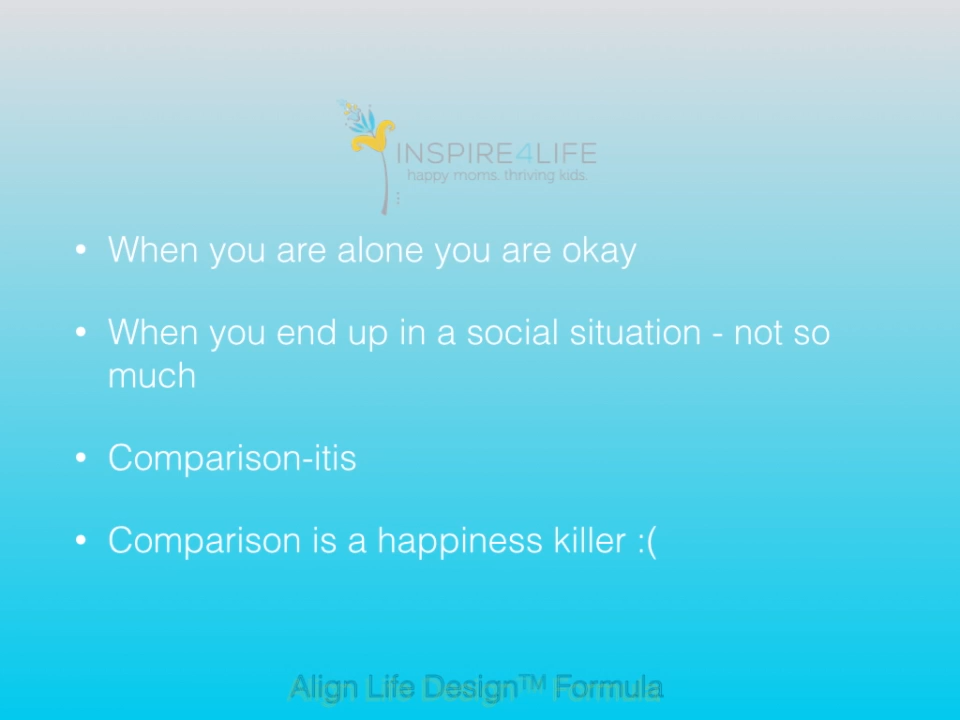 INSPIRE4LIFE
happy moms. thriving kids.
• When you are alone you are okay
• When you end up in a social situation - not so
much
• Comparison-itis
• Comparison is a happiness killer :(
Align Life Design™ Formula